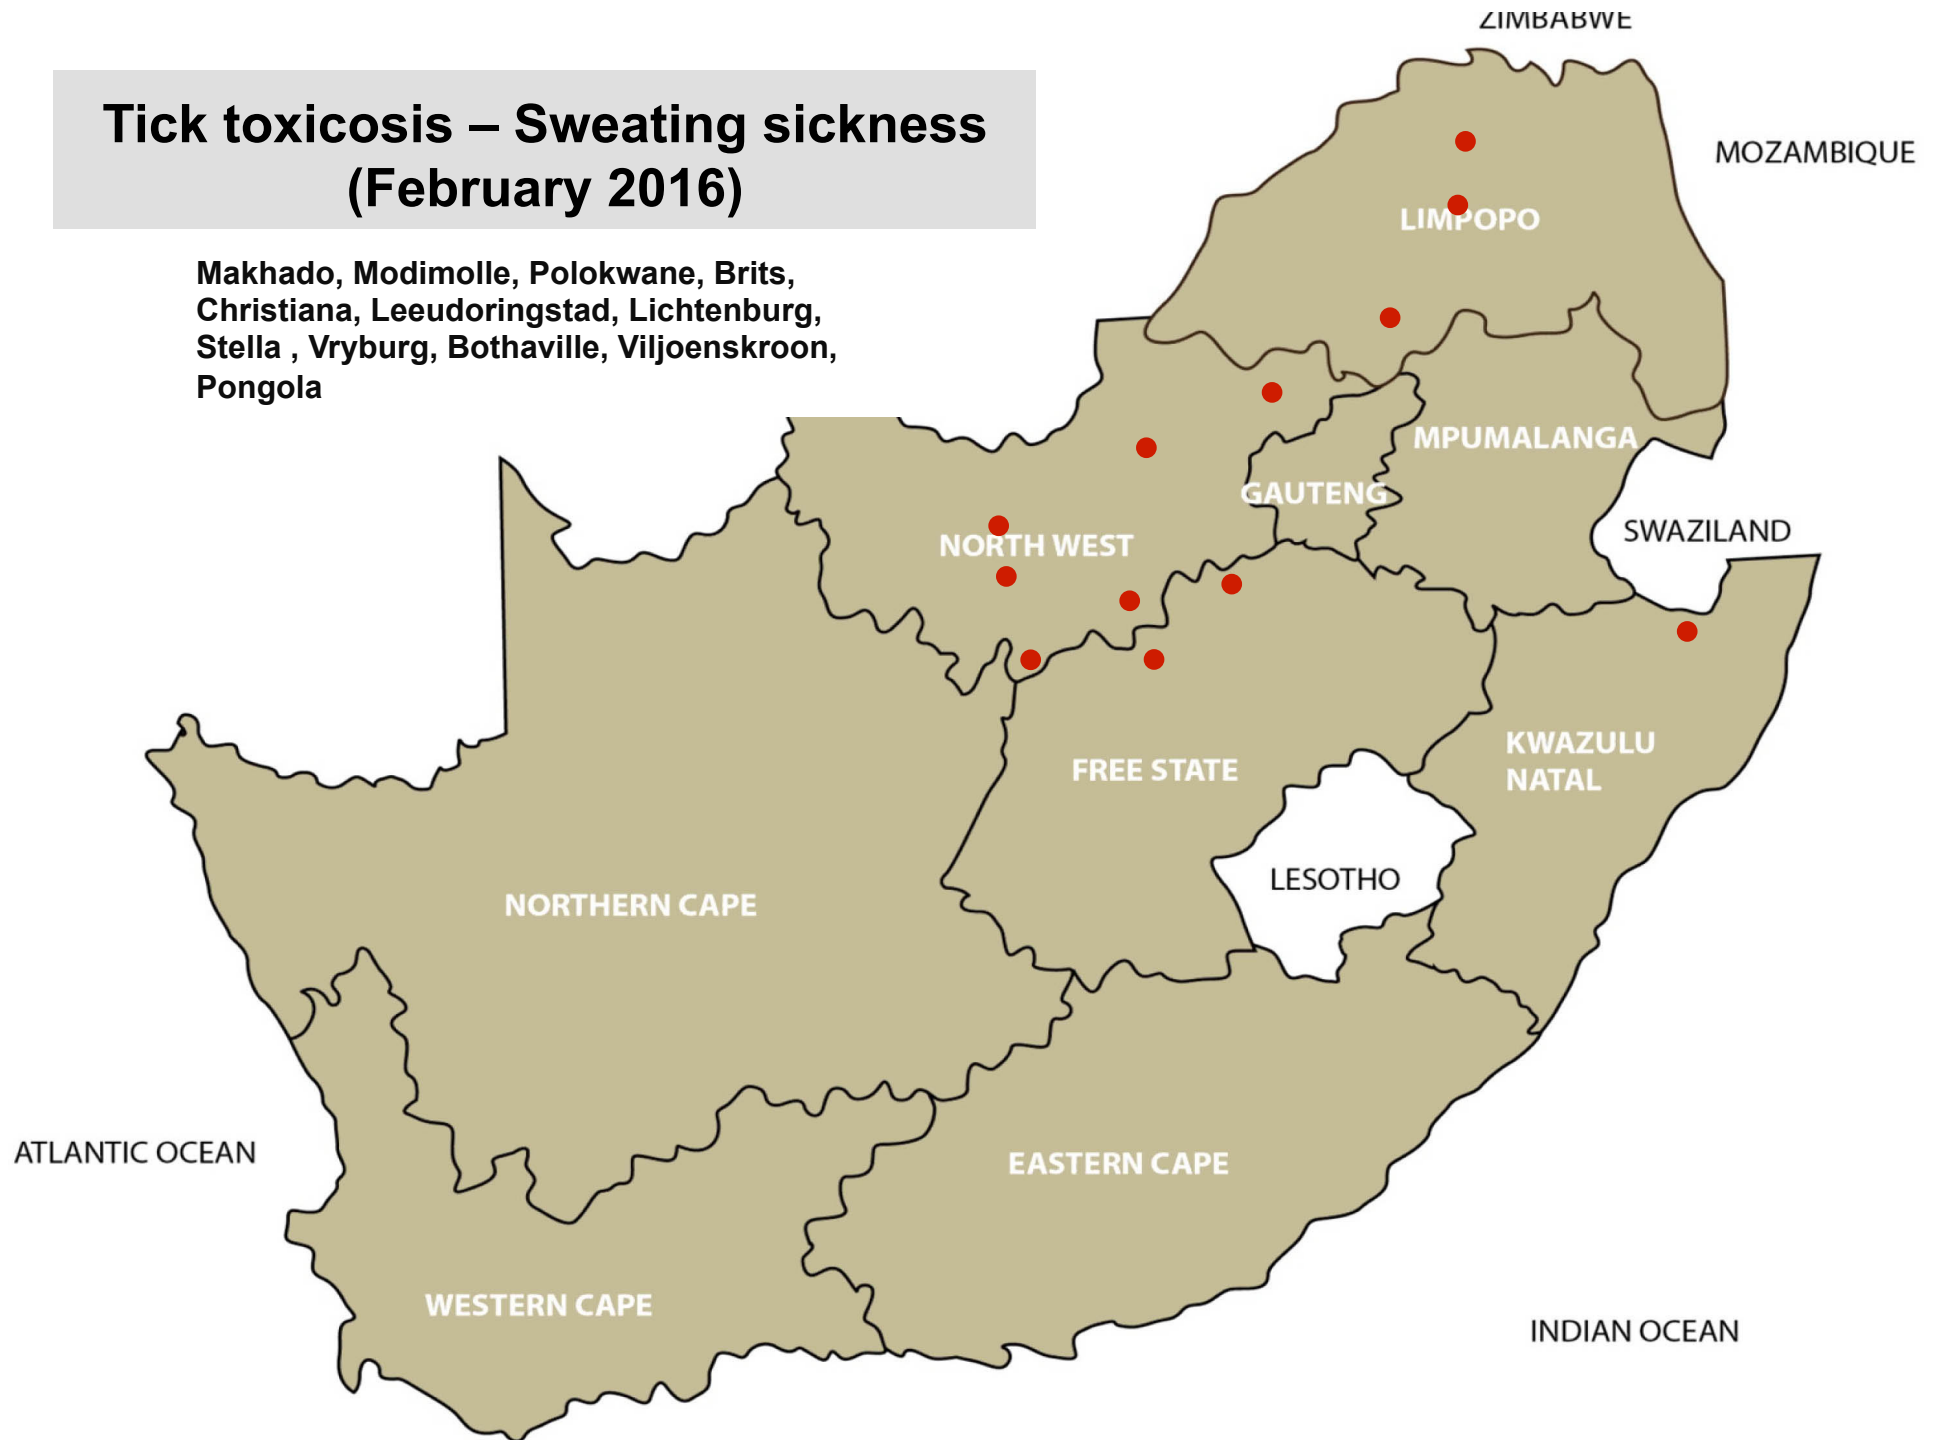 ZIMBABWE
Tick toxicosis – Sweating sickness
(February 2016)
MOZAMBIQUE
LIMPOPO
Makhado, Modimolle, Polokwane, Brits,
Christiana, Leeudoringstad, Lichtenburg,
Stella , Vryburg, Bothaville, Viljoenskroon,
Pongola
MPUMALANGA
GAUTENG
SWAZILAND
NORTH WEST
KWAZULU
NATAL
FREE STATE
LESOTHO
NORTHERN CAPE
ATLANTIC OCEAN
EASTERN CAPE
WESTERN CAPE
INDIAN OCEAN